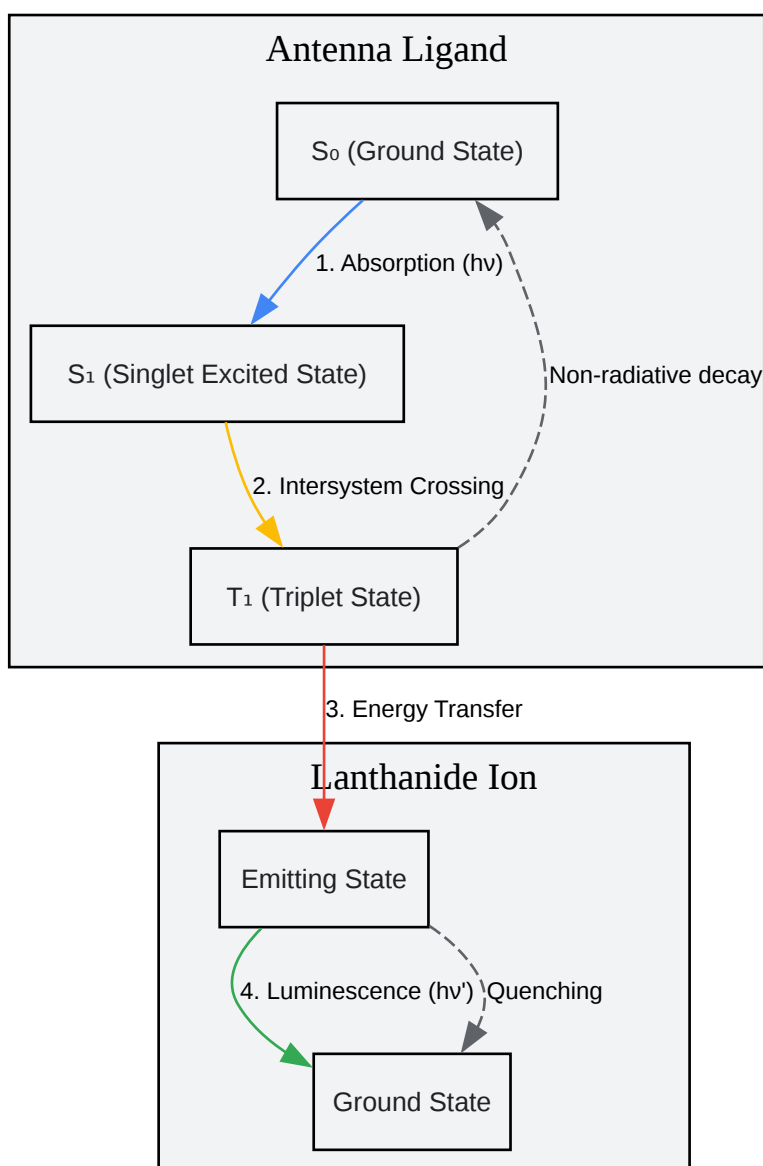 Antenna Ligand
S₀ (Ground State)
1. Absorption (hν)
S₁ (Singlet Excited State)
Non-radiative decay
2. Intersystem Crossing
T₁ (Triplet State)
3. Energy Transfer
Lanthanide Ion
Emitting State
4. Luminescence (hν')
Quenching
Ground State